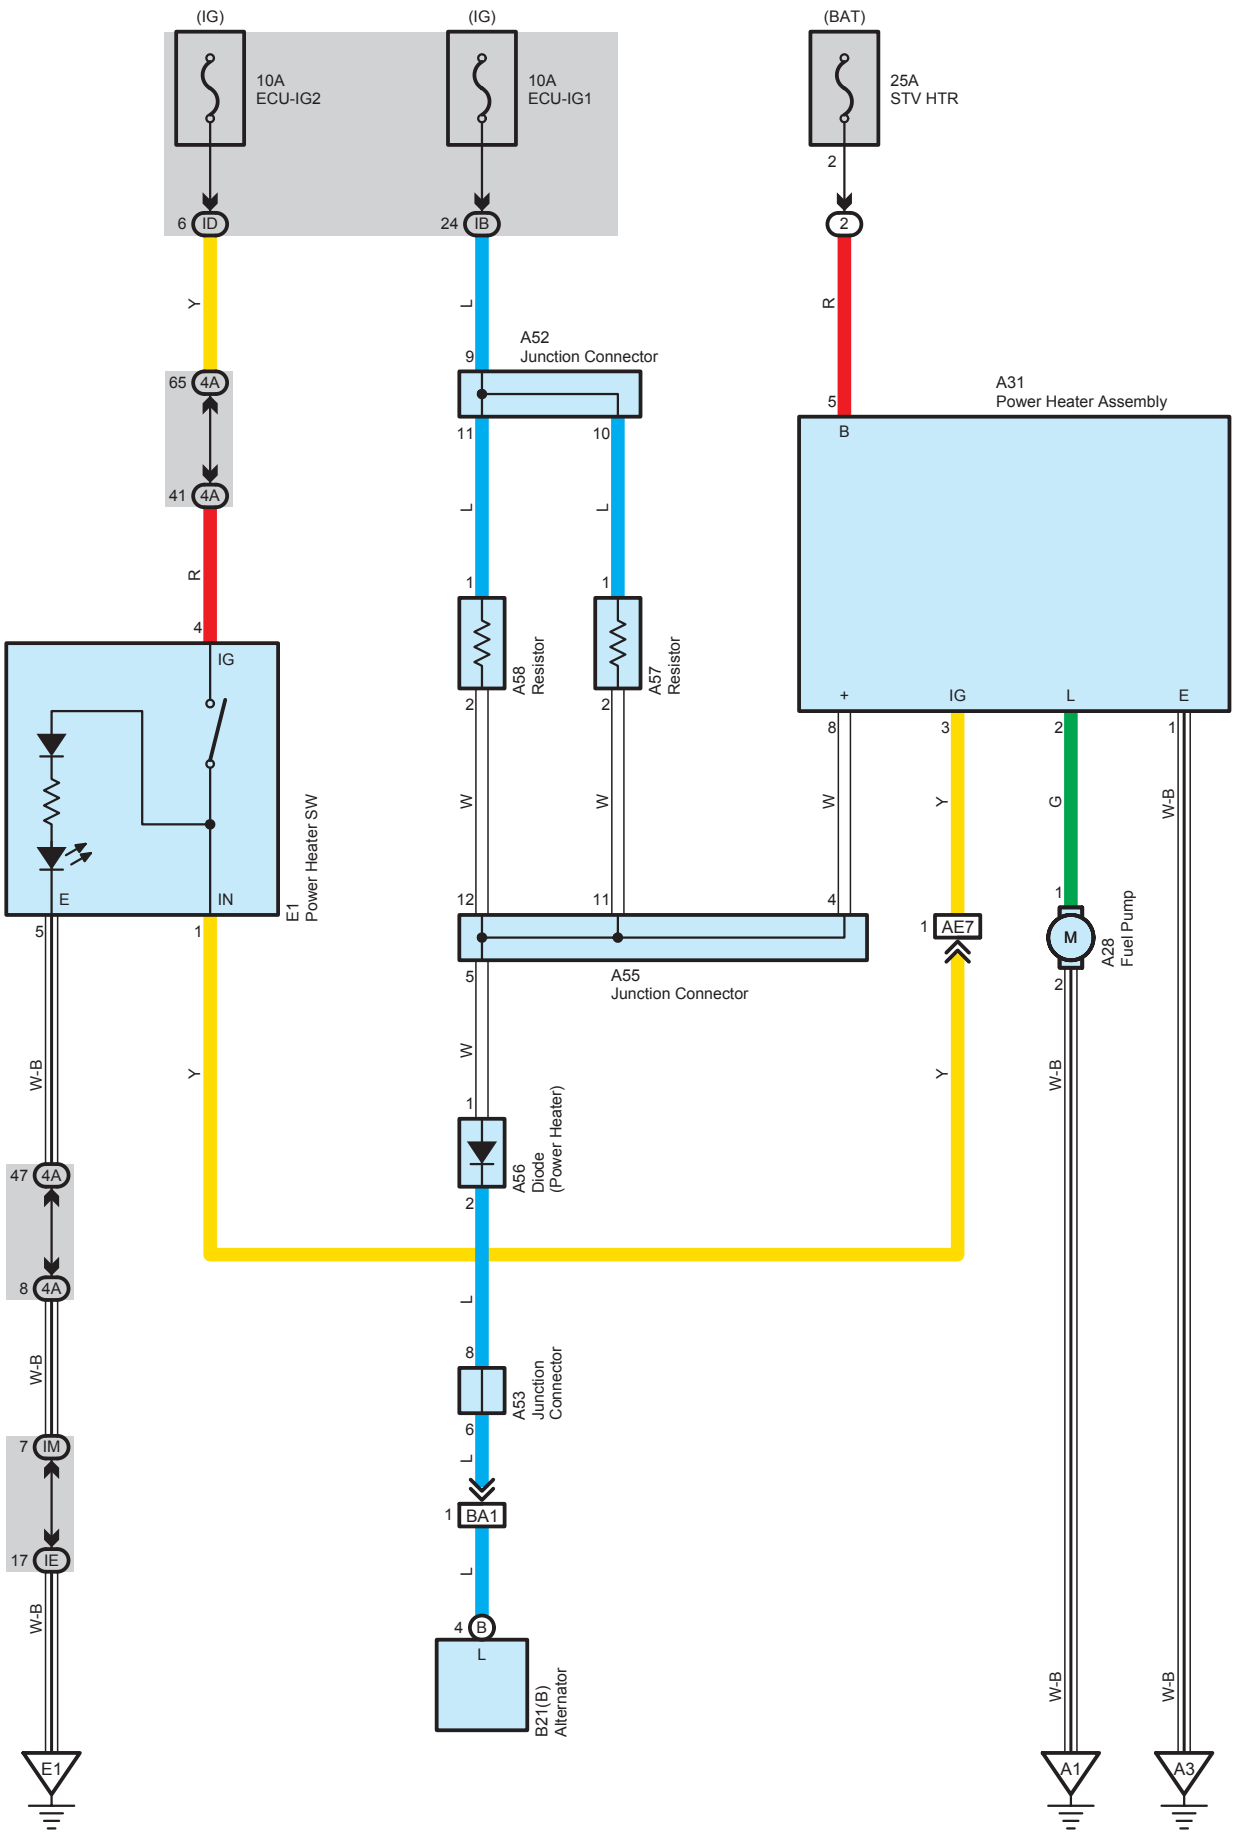 (IG)
(IG)
(BAT)
10A
ECU-IG2
10A
ECU-IG1
25A
STV HTR
2
6 ID
24 IB
2
Y
L
R
A52
Junction Connector
9
65 4A
A31
Power Heater Assembly
5
B
11
10
41 4A
L
L
R
1
1
4
IG
A58
Resistor
A57
Resistor
2
2
+
IG
L
E
8
3
2
1
W
W
W
Y
G
W-B
E1
Power Heater SW
E
IN
12
11
4
1
5
1
1 AE7
M
A28
Fuel Pump
5
2
A55
Junction Connector
W-B
Y
W
Y
W-B
1
A56
Diode
(Power Heater)
47 4A
2
8 4A
L
W-B
8
A53
Junction
Connector
6
7 IM
L
1 BA1
17 IE
L
W-B
4 B
L
B21(B)
Alternator
W-B
W-B
E1
A1
A3